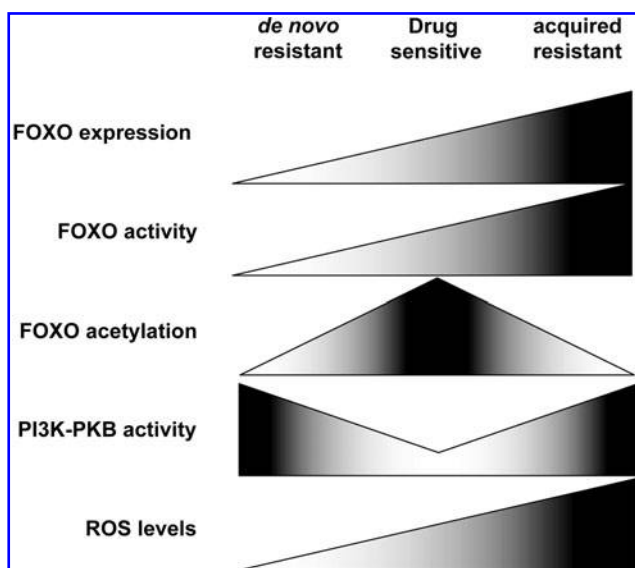 de novo Drug acquired
resistant sensitive resistant
FOXO expression
FOXO activity
FOXO acetylation
PI3K-PKB activity
ROS levels